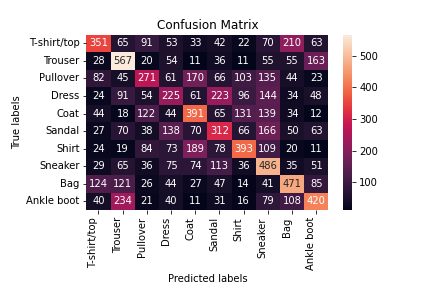 Confusion Matrix
True labels
T-shirt/top 351 65 91 53 33 42 22 70 210 63
Trouser 28 567 20 54 11 36 11 55 55 163
Pullover 82 45 271 61 170 66 103 135 44 23
Dress 24 91 54 225 61 223 96 144 34 48
Coat 44 18 122 44 391 65 131 139 34 12
Sandal 27 70 38 138 70 312 66 166 50 63
Shirt 24 19 84 73 189 78 393 109 20 11
Sneaker 29 65 36 75 74 113 36 486 35 51
Bag 124 121 26 44 27 47 14 41 471 85
Ankle boot 40 234 21 40 11 31 16 79 108 420
T-shirt/top Trouser Pullover Dress Coat Sandal Shirt Sneaker Bag Ankle boot
Predicted labels
500
400
300
200
100